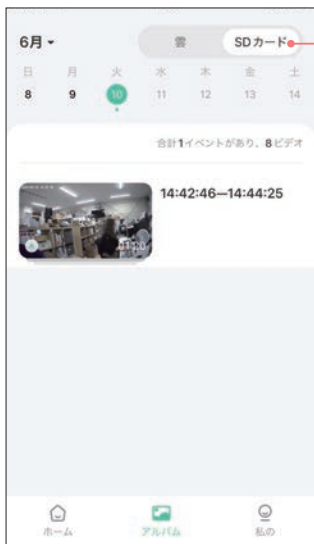 6月
雲 SDカード
日 月 火 水 木 金 土
8 9 10 11 12 13 14
合計1イベントがあり、8ビデオ
14:42:46—14:44:25
ホーム アルバム 私の